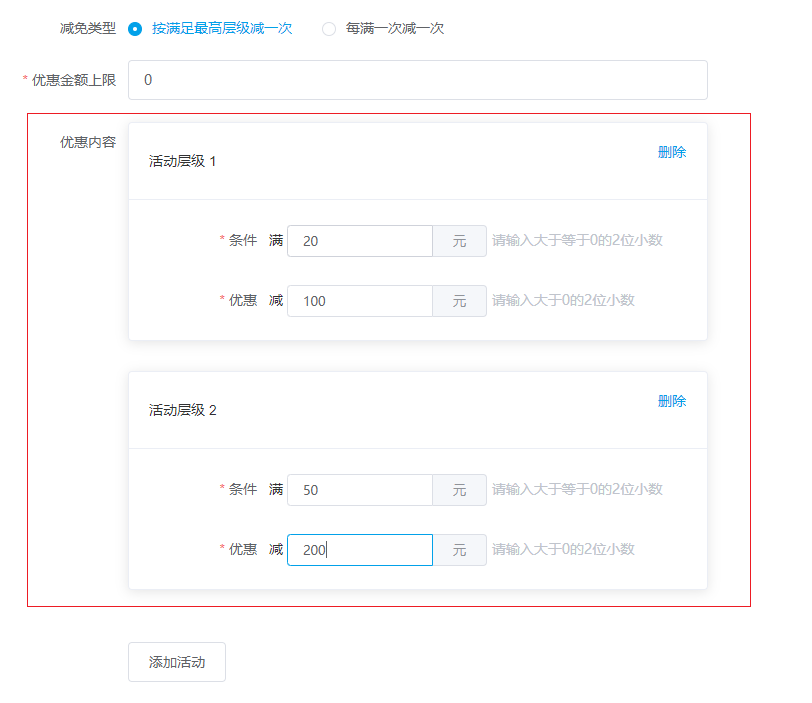 减免类型 按满足最高层级减一次 每满一次减一次
* 优惠金额上限 0
优惠内容
活动层级 1 删除
* 条件 满 20 元 请输入大于等于0的2位小数
* 优惠 减 100 元 请输入大于0的2位小数
活动层级 2 删除
* 条件 满 50 元 请输入大于等于0的2位小数
* 优惠 减 200 元 请输入大于0的2位小数
添加活动